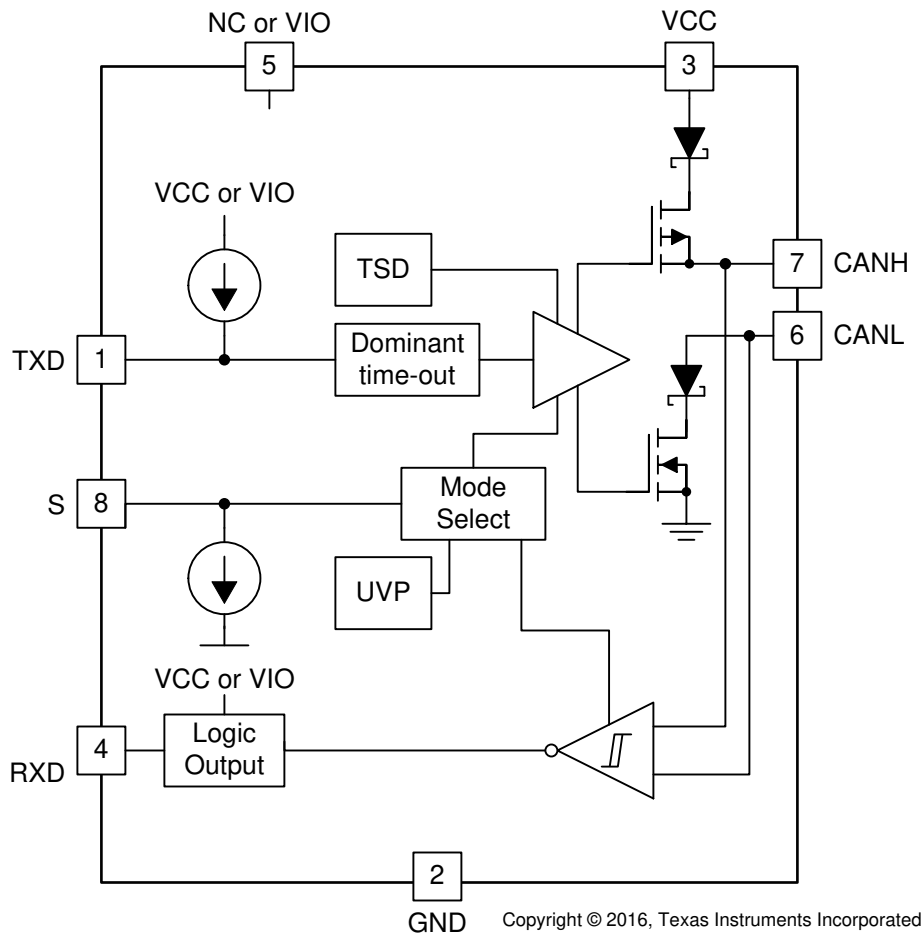 NC or VIO
VCC
5
3
VCC or VIO
TSD
7
CANH
TXD
1
Dominant
time-out
6
CANL
S
8
Mode
Select
UVP
VCC or VIO
RXD
4
Logic
Output
2
GND
Copyright © 2016, Texas Instruments Incorporated